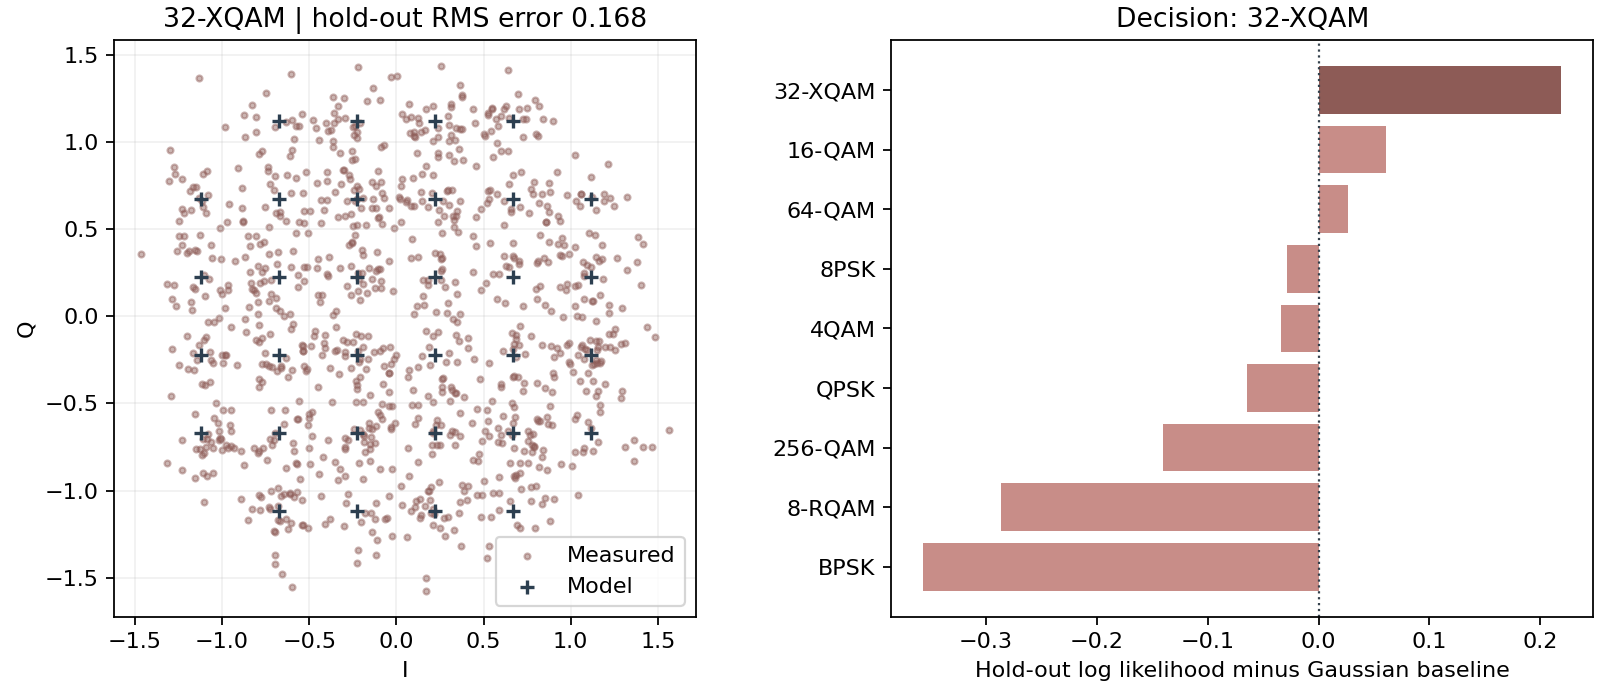 32-XQAM | hold-out RMS error 0.168
1.5
1.0
0.5
0.0
−0.5
−1.0
−1.5
Q
−1.5
−1.0
−0.5
0.0
0.5
1.0
1.5
I
Measured
Model
Decision: 32-XQAM
32-XQAM
16-QAM
64-QAM
8PSK
4QAM
QPSK
256-QAM
8-RQAM
BPSK
−0.3
−0.2
−0.1
0.0
0.1
0.2
Hold-out log likelihood minus Gaussian baseline